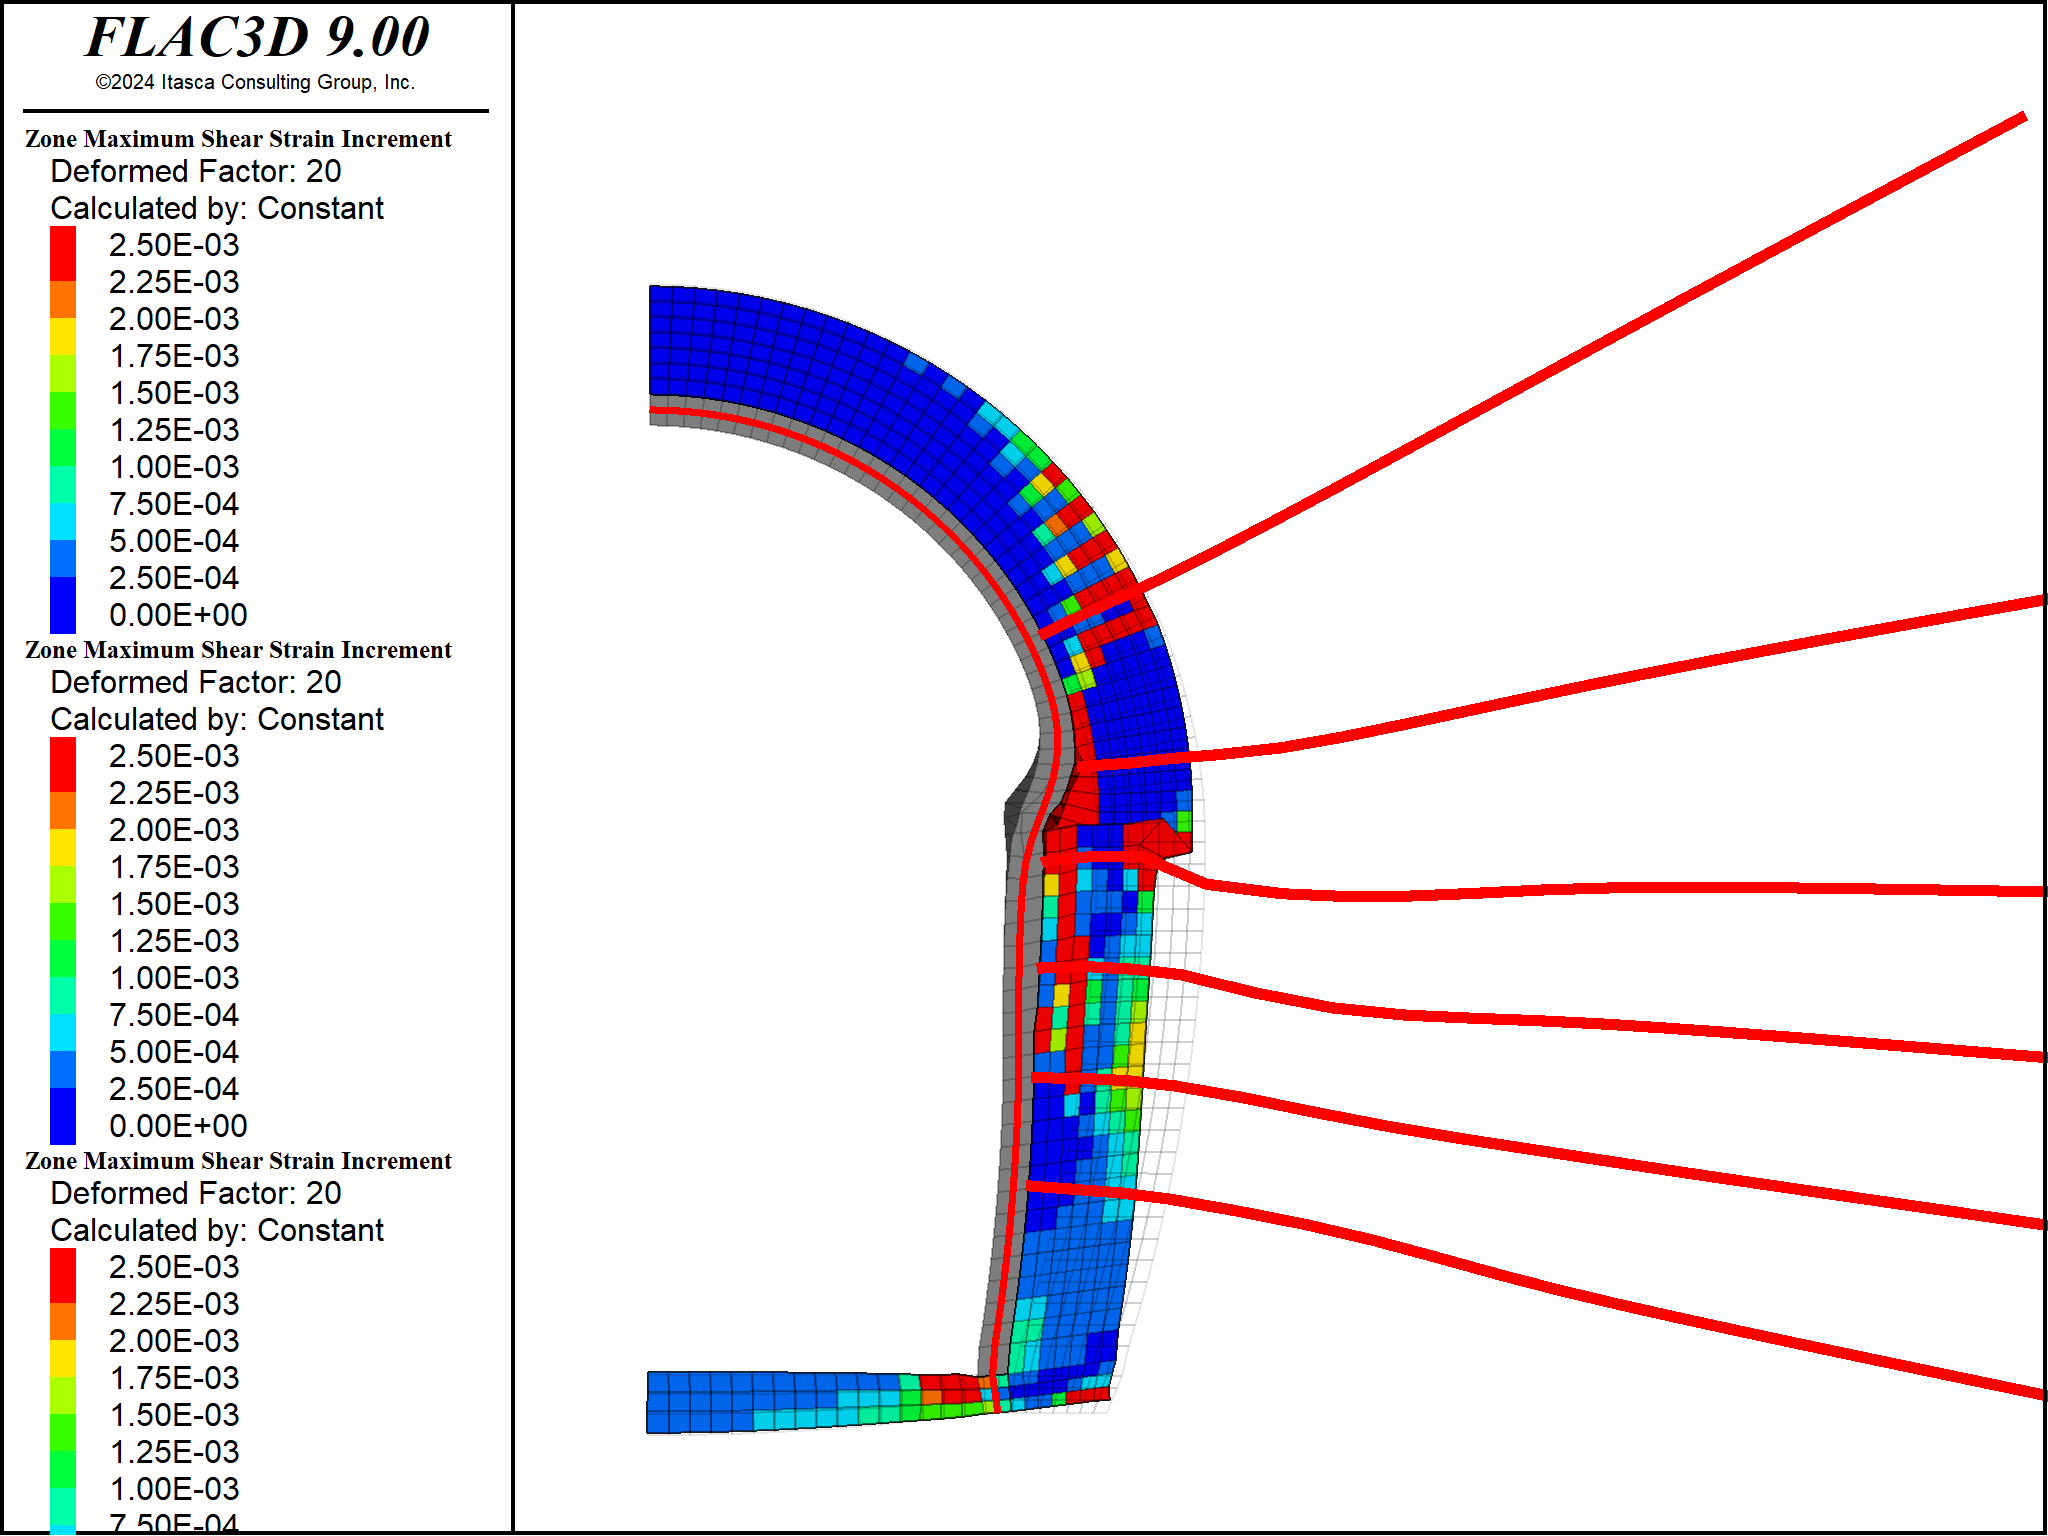 FLAC3D 9.00
©2024 Itasca Consulting Group, Inc.
Zone Maximum Shear Strain Increment
Deformed Factor: 20
Calculated by: Constant
2.50E-03
2.25E-03
2.00E-03
1.75E-03
1.50E-03
1.25E-03
1.00E-03
7.50E-04
5.00E-04
2.50E-04
0.00E+00
Zone Maximum Shear Strain Increment
Deformed Factor: 20
Calculated by: Constant
2.50E-03
2.25E-03
2.00E-03
1.75E-03
1.50E-03
1.25E-03
1.00E-03
7.50E-04
5.00E-04
2.50E-04
0.00E+00
Zone Maximum Shear Strain Increment
Deformed Factor: 20
Calculated by: Constant
2.50E-03
2.25E-03
2.00E-03
1.75E-03
1.50E-03
1.25E-03
1.00E-03
7.50E-04